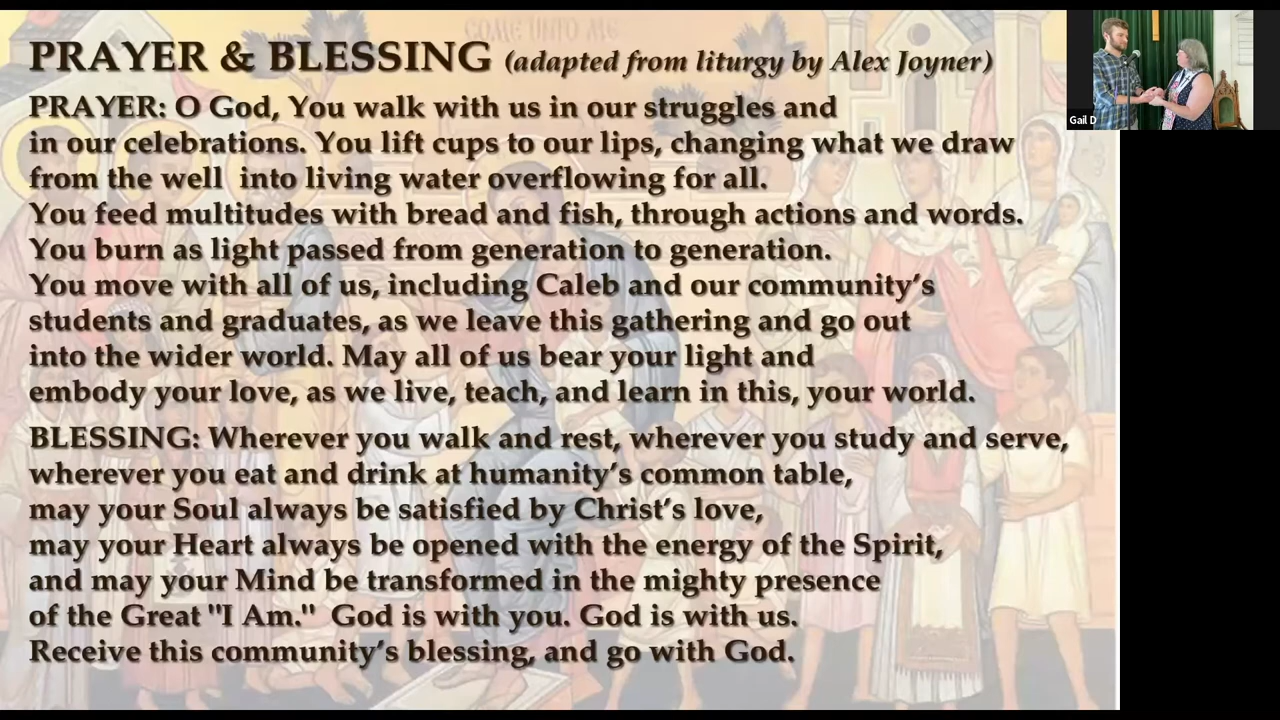 COME UNTO ME
PRAYER & BLESSING (adapted from liturgy by Alex Joyner)
PRAYER: O God, You walk with us in our struggles and
in our celebrations. You lift cups to our lips, changing what we draw
from the well into living water overflowing for all.
You feed multitudes with bread and fish, through actions and words.
You burn as light passed from generation to generation.
You move with all of us, including Caleb and our community’s
students and graduates, as we leave this gathering and go out
into the wider world. May all of us bear your light and
embody your love, as we live, teach, and learn in this, your world.
BLESSING: Wherever you walk and rest, wherever you study and serve,
wherever you eat and drink at humanity’s common table,
may your Soul always be satisfied by Christ’s love,
may your Heart always be opened with the energy of the Spirit,
and may your Mind be transformed in the mighty presence
of the Great "I Am." God is with you. God is with us.
Receive this community’s blessing, and go with God.
Gail D